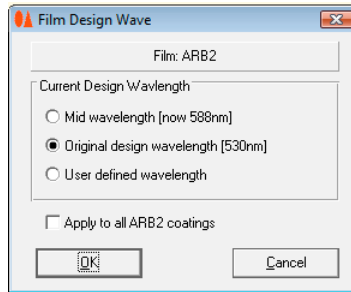 Film Design Wave
Film: ARB2
Current Design Wavlength
Mid wavelength [now 588nm]
Original design wavelength [530nm]
User defined wavelength
Apply to all ARB2 coatings
OK
Cancel